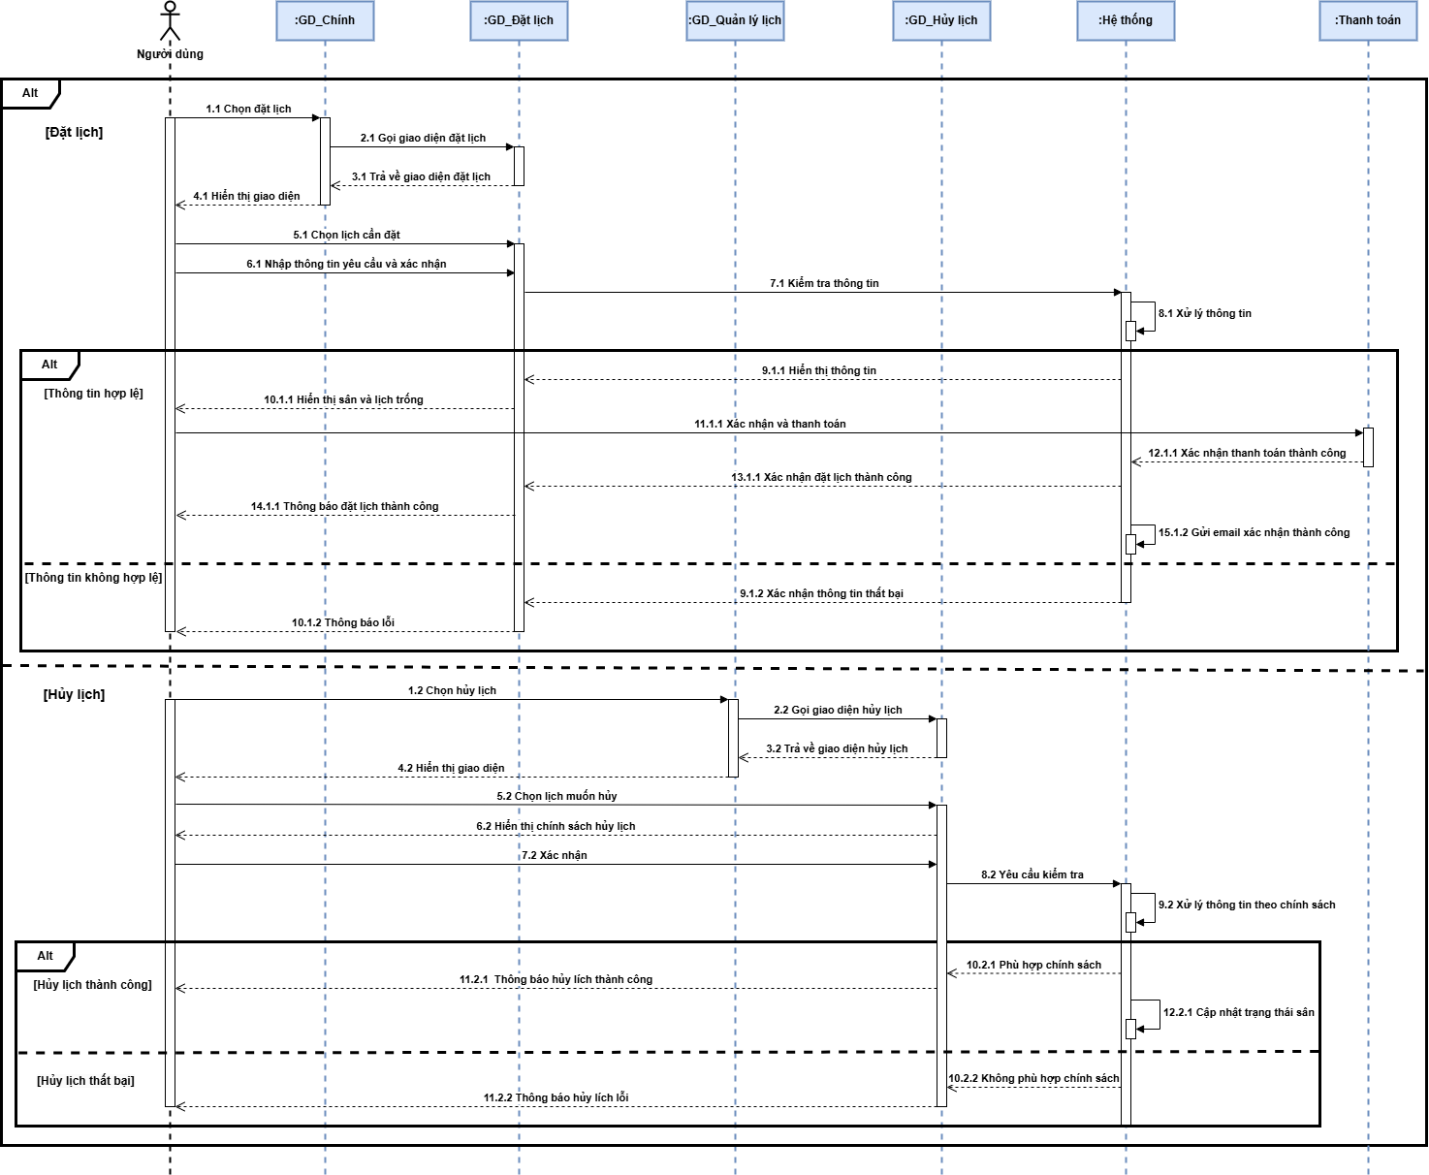 :GD_Chính
:GD_Đặt lịch
:GD_Quản lý lịch
:GD_Hủy lịch
:Hệ thống
:Thanh toán
Người dùng
Alt
[Đặt lịch]
1.1 Chọn đặt lịch
2.1 Gọi giao diện đặt lịch
3.1 Trả về giao diện đặt lịch
4.1 Hiển thị giao diện
5.1 Chọn lịch cần đặt
6.1 Nhập thông tin yêu cầu và xác nhận
7.1 Kiểm tra thông tin
8.1 Xử lý thông tin
Alt
[Thông tin hợp lệ]
9.1.1 Hiển thị thông tin
10.1.1 Hiển thị sân và lịch trống
11.1.1 Xác nhận và thanh toán
12.1.1 Xác nhận thanh toán thành công
13.1.1 Xác nhận đặt lịch thành công
14.1.1 Thông báo đặt lịch thành công
15.1.2 Gửi email xác nhận thành công
[Thông tin không hợp lệ]
9.1.2 Xác nhận thông tin thất bại
10.1.2 Thông báo lỗi
[Hủy lịch]
1.2 Chọn hủy lịch
2.2 Gọi giao diện hủy lịch
3.2 Trả về giao diện hủy lịch
4.2 Hiển thị giao diện
5.2 Chọn lịch muốn hủy
6.2 Hiển thị chính sách hủy lịch
7.2 Xác nhận
8.2 Yêu cầu kiểm tra
9.2 Xử lý thông tin theo chính sách
Alt
[Hủy lịch thành công]
10.2.1 Phù hợp chính sách
11.2.1 Thông báo hủy lích thành công
12.2.1 Cập nhật trạng thái sân
[Hủy lịch thất bại]
10.2.2 Không phù hợp chính sách
11.2.2 Thông báo hủy lích lỗi